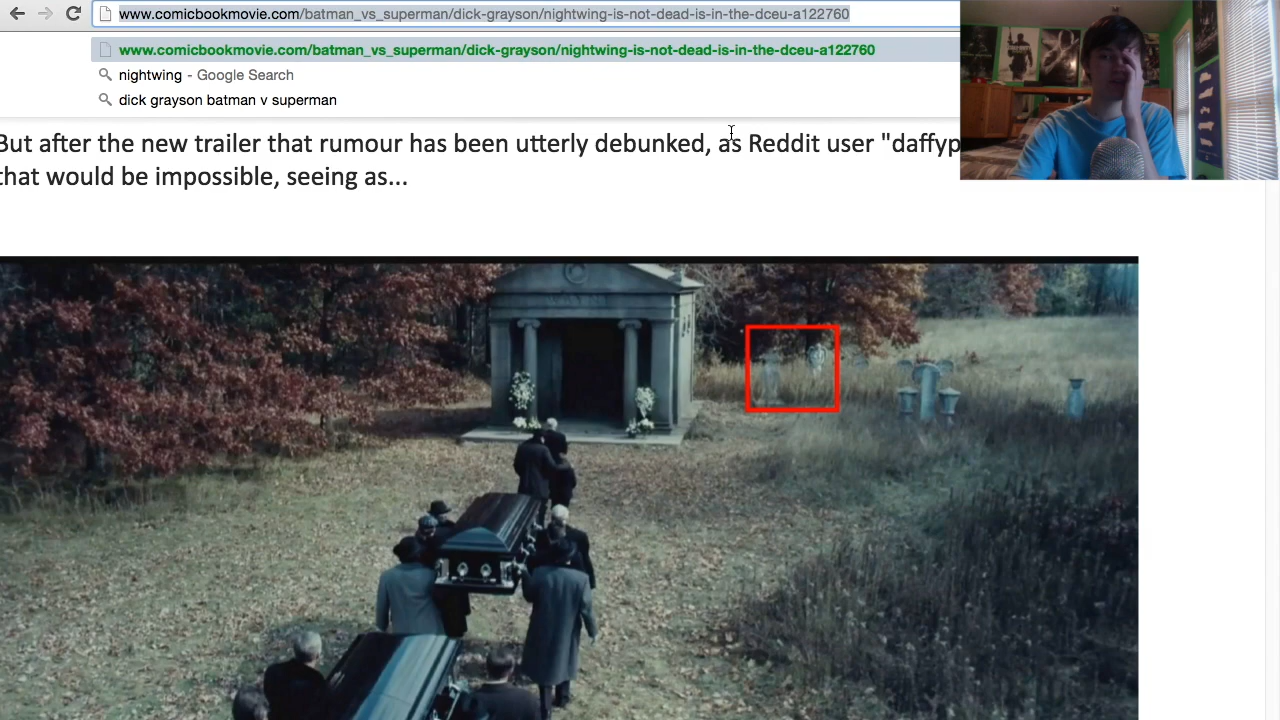 www.comicbookmovie.com/batman_vs_superman/dick-grayson/nightwing-is-not-dead-is-in-the-dceu-a122760
www.comicbookmovie.com/batman_vs_superman/dick-grayson/nightwing-is-not-dead-is-in-the-dceu-a122760
nightwing - Google Search
dick grayson batman v superman
But after the new trailer that rumour has been utterly debunked, as Reddit user "daffyp
that would be impossible, seeing as...
WAYNE